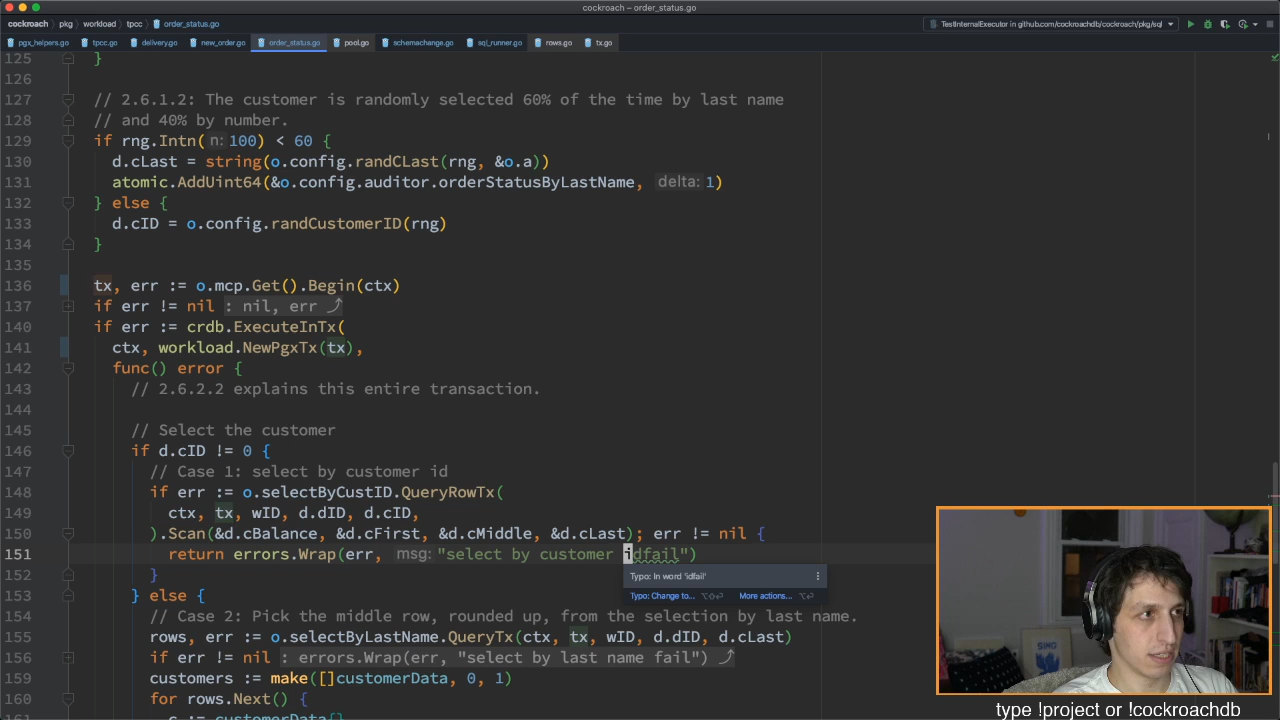 cockroach – order_status.go
cockroach pkg workload tpcc order_status.go TestInternalExecutor in github.com/cockroachdb/cockroach/pkg/sql
pgx_helpers.go tpcc.go delivery.go new_order.go order_status.go pool.go schemachange.go sql_runner.go rows.go tx.go
125 }
126
127 // 2.6.1.2: The customer is randomly selected 60% of the time by last name
128 // and 40% by number.
129 if rng.Intn( n: 100) < 60 {
130 d.cLast = string(o.config.randCLast(rng, &o.a))
131 atomic.AddUint64(&o.config.auditor.orderStatusByLastName, delta: 1)
132 } else {
133 d.cID = o.config.randCustomerID(rng)
134 }
135
136 tx, err := o.mcp.Get().Begin(ctx)
137 if err != nil : nil, err
140 if err := crdb.ExecuteInTx(
141 ctx, workload.NewPgxTx(tx),
142 func() error {
143 // 2.6.2.2 explains this entire transaction.
144
145 // Select the customer
146 if d.cID != 0 {
147 // Case 1: select by customer id
148 if err := o.selectByCustID.QueryRowTx(
149 ctx, tx, wID, d.dID, d.cID,
150 ).Scan(&d.cBalance, &d.cFirst, &d.cMiddle, &d.cLast); err != nil {
151 return errors.Wrap(err, msg: "select by customer idfail")
152 }
Typo: In word 'idfail'
Typo: Change to... ⌥⇧⏎ More actions... ⌥⏎
153 } else {
154 // Case 2: Pick the middle row, rounded up, from the selection by last name.
155 rows, err := o.selectByLastName.QueryTx(ctx, tx, wID, d.dID, d.cLast)
156 if err != nil : errors.Wrap(err, "select by last name fail")
159 customers := make([]customerData, 0, 1)
160 for rows.Next() {
161 c := customerData{}
type !project or !cockroachdb